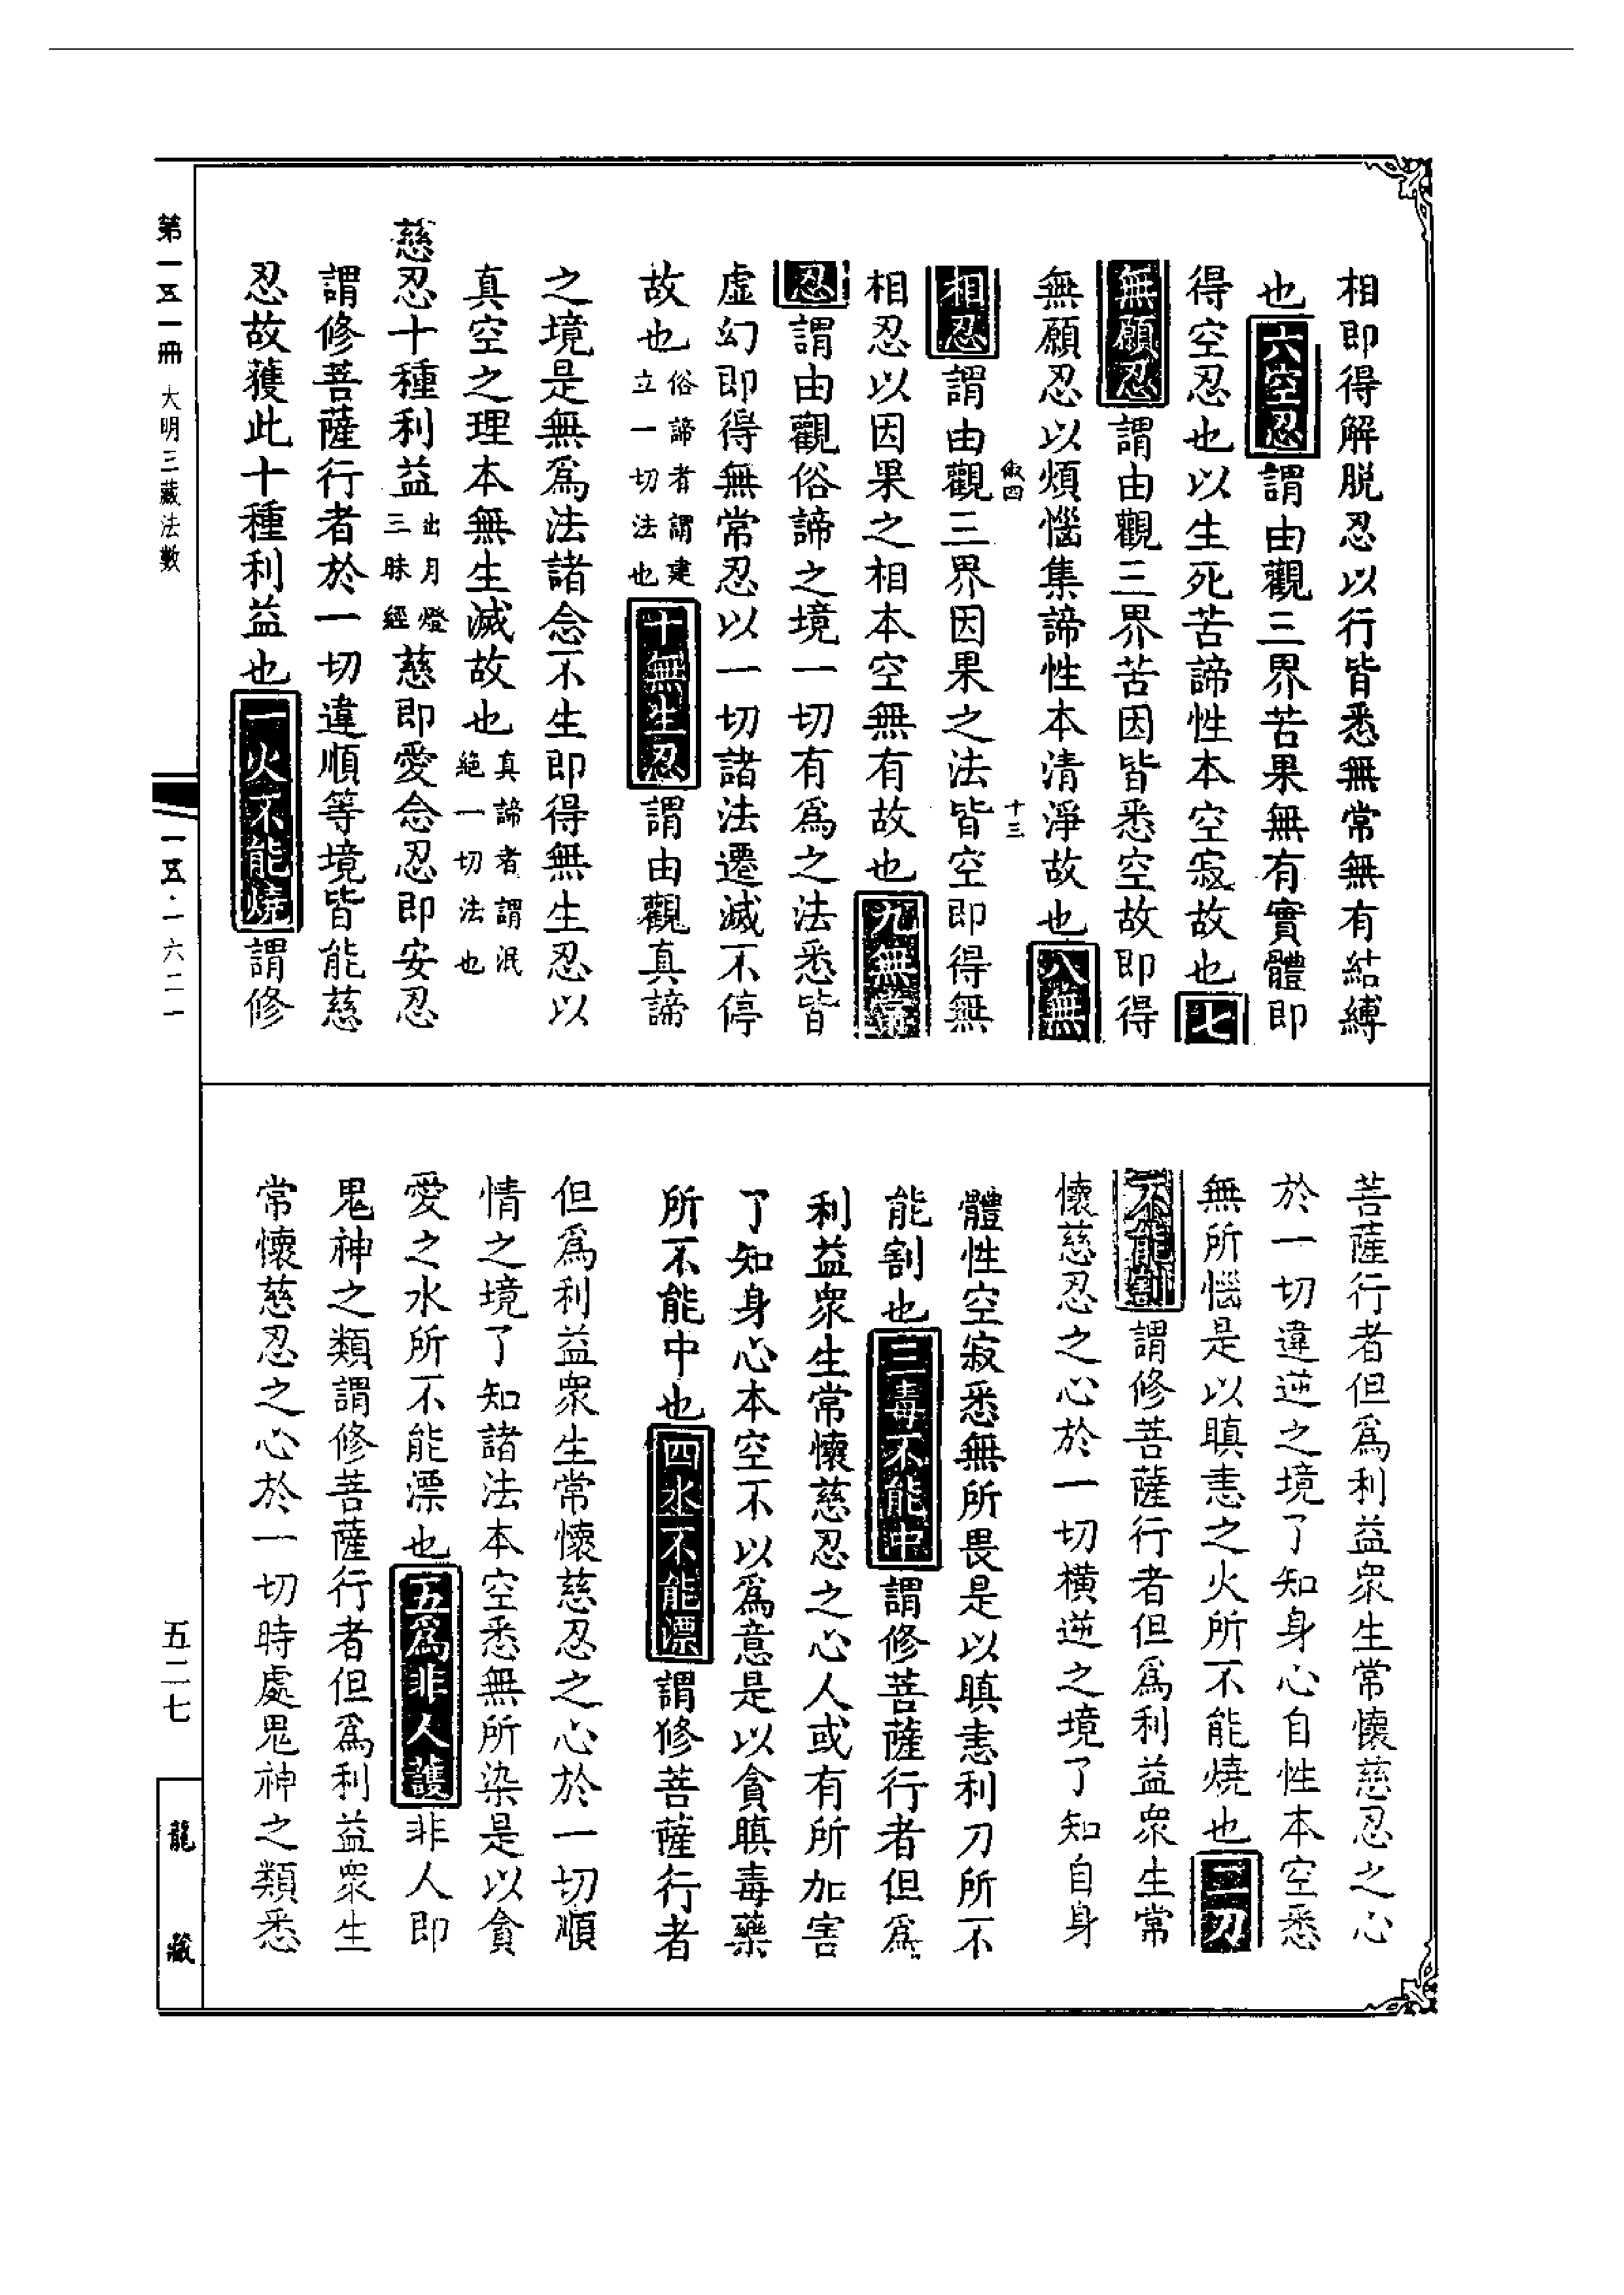 相即得解脱忍以行皆悉無常無有結縛
也六空忍謂由觀三界苦果無有實體即
得空忍也以生死苦諦性本空寂故也七
無願忍謂由觀三界苦因皆悉空故即得
無願忍以煩惱集諦性本清淨故也八無
十三
相忍謂由觀三界因果之法皆空即得無
相忍以因果之相本空無有故也九無常
忍謂由觀俗諦之境一切有爲之法悉皆
虛幻即得無常忍以一切諸法遷滅不停
故也俗諦者謂建立一切法也十無生忍謂由觀真諦
之境是無爲法諸念不生即得無生忍以
真空之理本無生滅故也真諦者謂泯絕一切法也
慈忍十種利益出月燈三昧經慈即愛念忍即安忍
謂修菩薩行者於一切違順等境皆能慈
忍故獲此十種利益也一火不能燒謂修
菩薩行者但爲利益眾生常懷慈忍之心
於一切違逆之境了知身心自性本空悉
無所惱是以瞋恚之火所不能燒也二刀
不能割謂修菩薩行者但爲利益眾生常
懷慈忍之心於一切橫逆之境了知自身
體性空寂悉無所畏是以瞋恚利刀所不
能割也三毒不能中謂修菩薩行者但爲
利益眾生常懷慈忍之心人或有所加害
了知身心本空不以爲意是以貪瞋毒藥
所不能中也四水不能漂謂修菩薩行者
但爲利益眾生常懷慈忍之心於一切順
情之境了知諸法本空悉無所染是以貪
愛之水所不能漂也五爲非人護非人即
鬼神之類謂修菩薩行者但爲利益眾生
常懷慈忍之心於一切時處鬼神之類悉
第一五一冊 大明三藏法數
一五·一六二一
五二七
龍藏